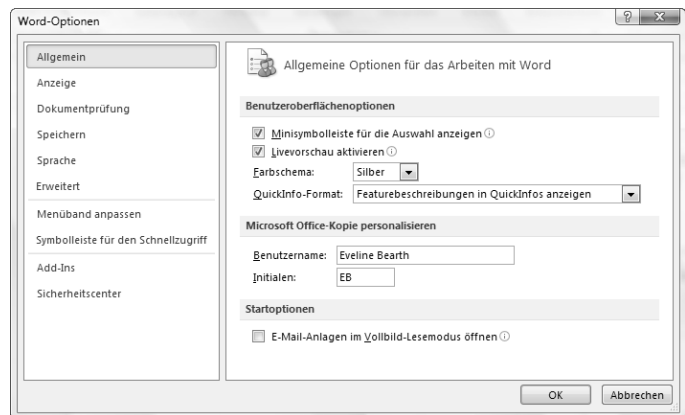 Word-Optionen
Allgemein
Anzeige
Dokumentprüfung
Speichern
Sprache
Erweitert
Menüband anpassen
Symbolleiste für den Schnellzugriff
Add-Ins
Sicherheitscenter
Allgemeine Optionen für das Arbeiten mit Word
Benutzeroberflächenoptionen
Minisymbolleiste für die Auswahl anzeigen
Livevorschau aktivieren
Farbschema: Silber
QuickInfo-Format: Featurebeschreibungen in QuickInfos anzeigen
Microsoft Office-Kopie personalisieren
Benutzername: Eveline Bearth
Initialen: EB
Startoptionen
E-Mail-Anlagen im Vollbild-Lesemodus öffnen
OK Abbrechen